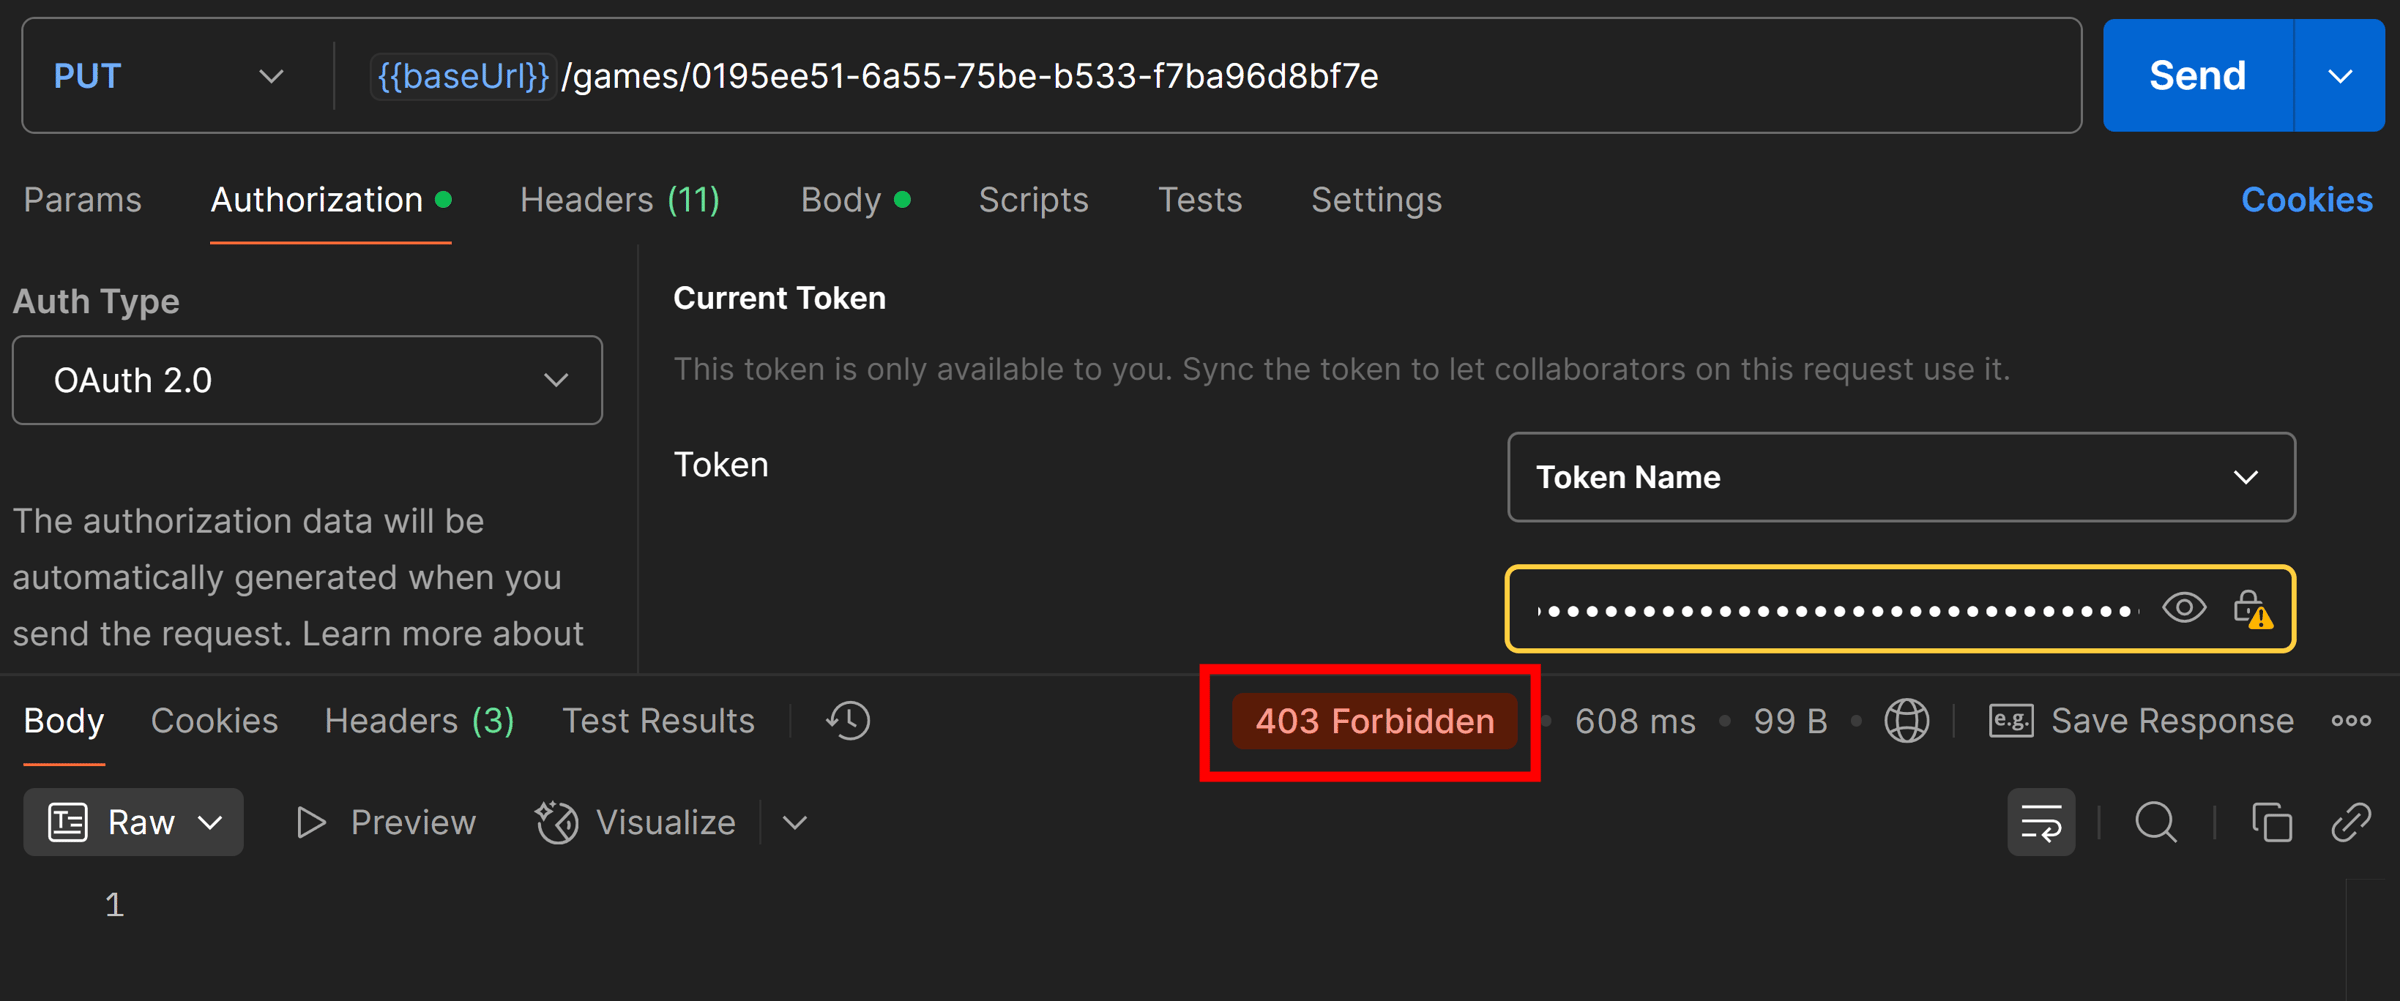 PUT {{baseUrl}}/games/0195ee51-6a55-75be-b533-f7ba96d8bf7e Send
Params Authorization Headers (11) Body Scripts Tests Settings Cookies
Auth Type
OAuth 2.0
The authorization data will be
automatically generated when you
send the request. Learn more about
Current Token
This token is only available to you. Sync the token to let collaborators on this request use it.
Token
Token Name
Body Cookies Headers (3) Test Results 403 Forbidden 608 ms 99 B e.g. Save Response
Raw Preview Visualize
1